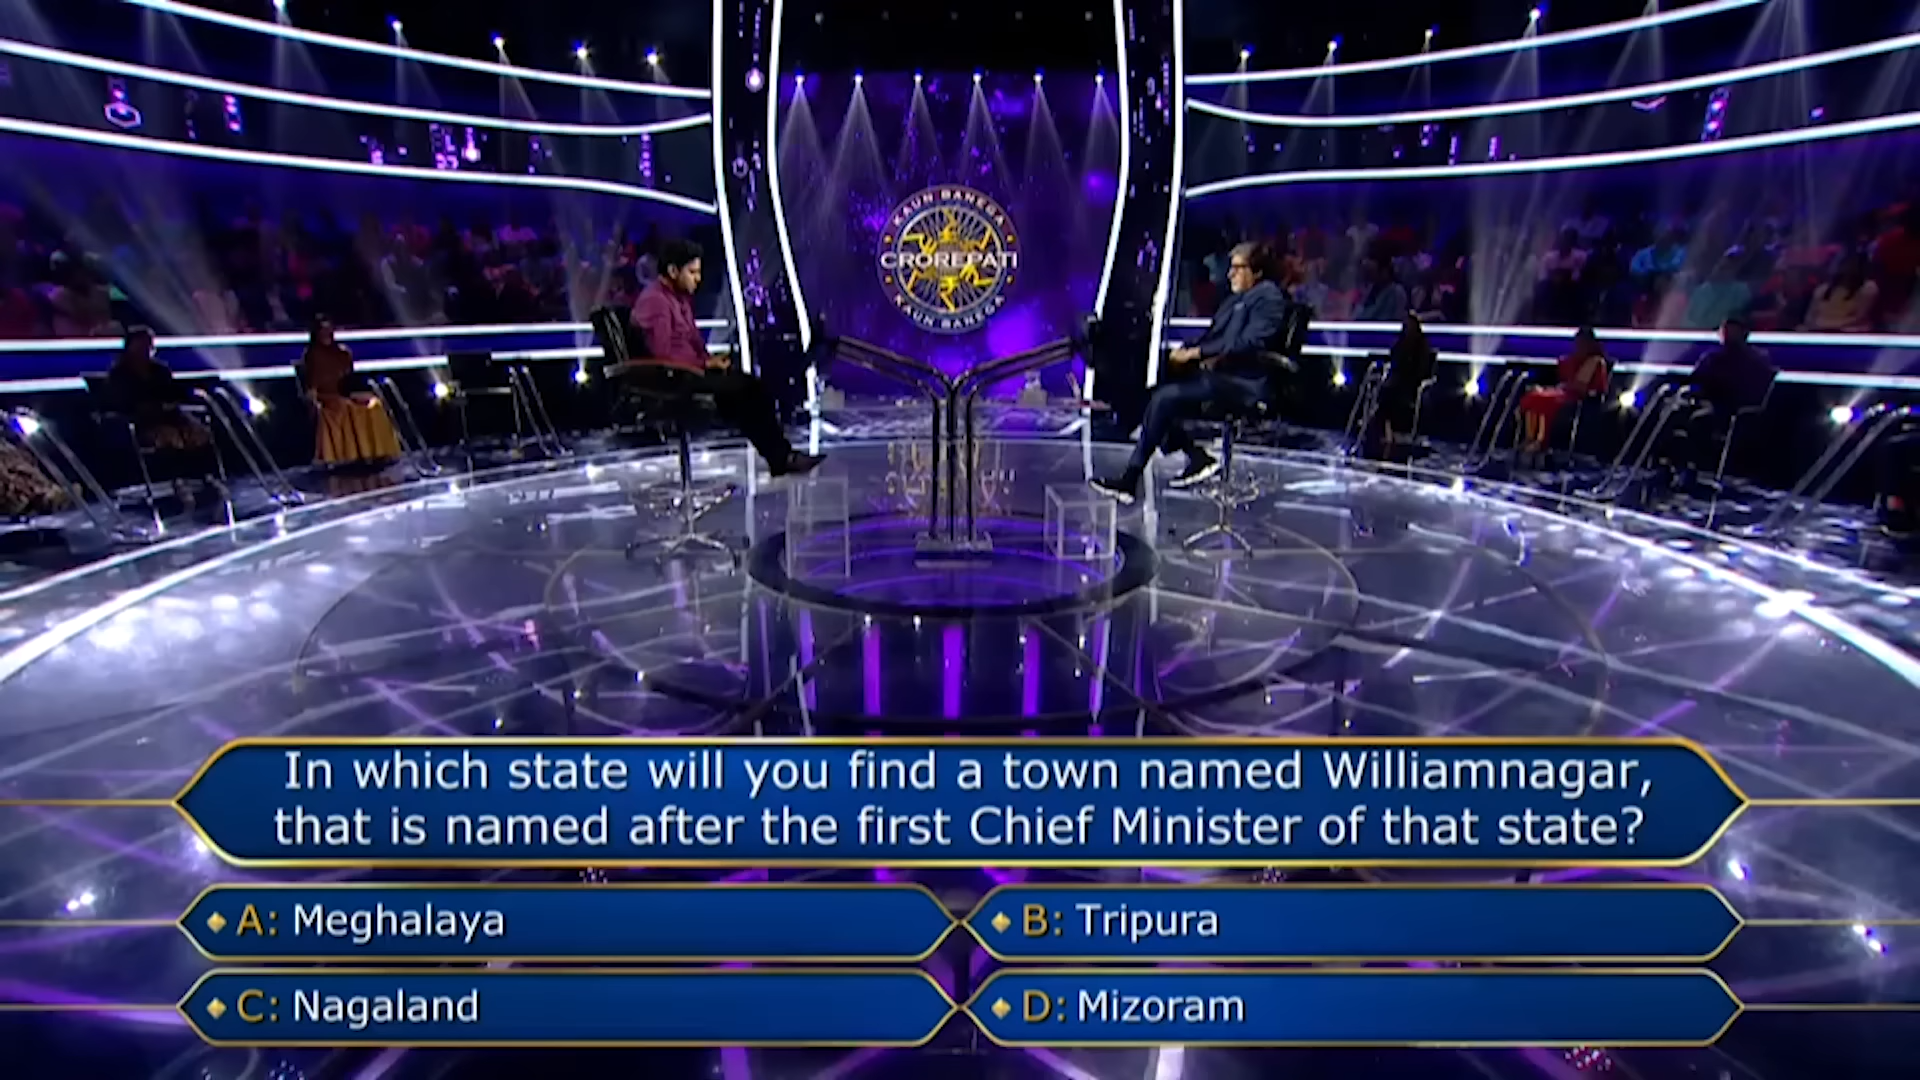 KAUN BANEGA
CROREPATI
KAUN BANEGA
In which state will you find a town named Williamnagar,
that is named after the first Chief Minister of that state?
A: Meghalaya
B: Tripura
C: Nagaland
D: Mizoram